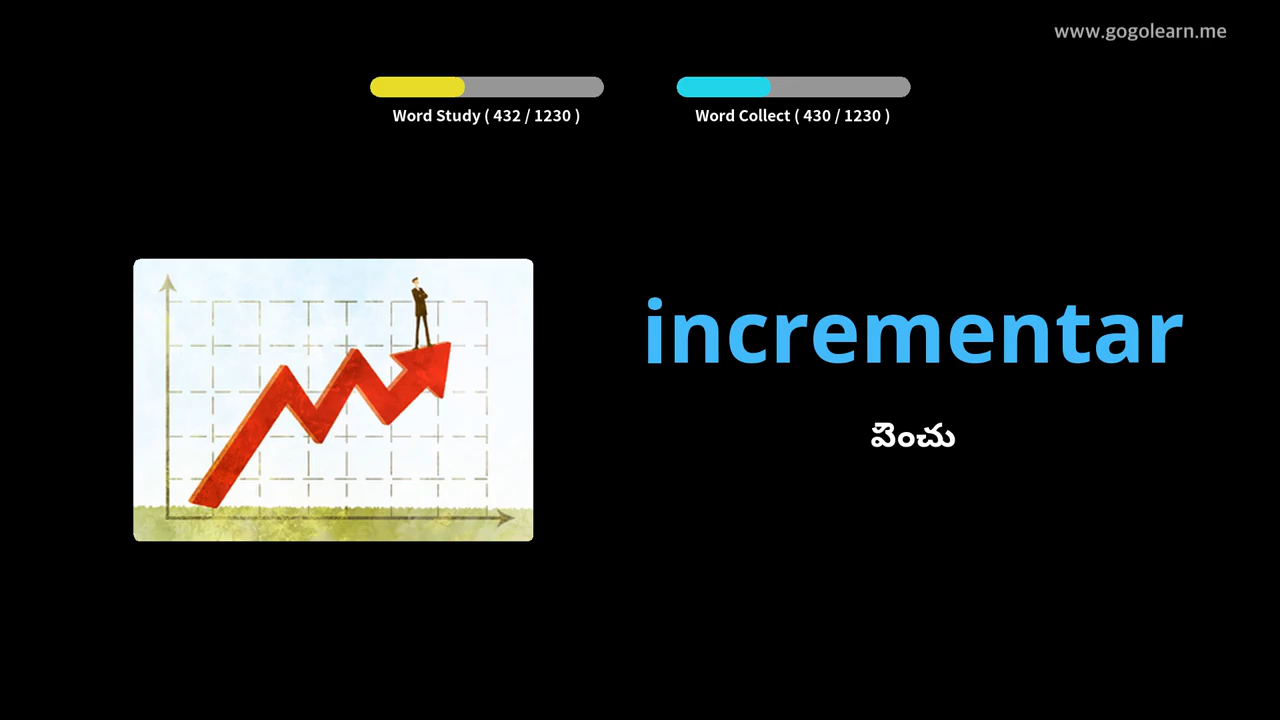 www.gogolearn.me
Word Study ( 432 / 1230 )
Word Collect ( 430 / 1230 )
incrementar
పెంచు